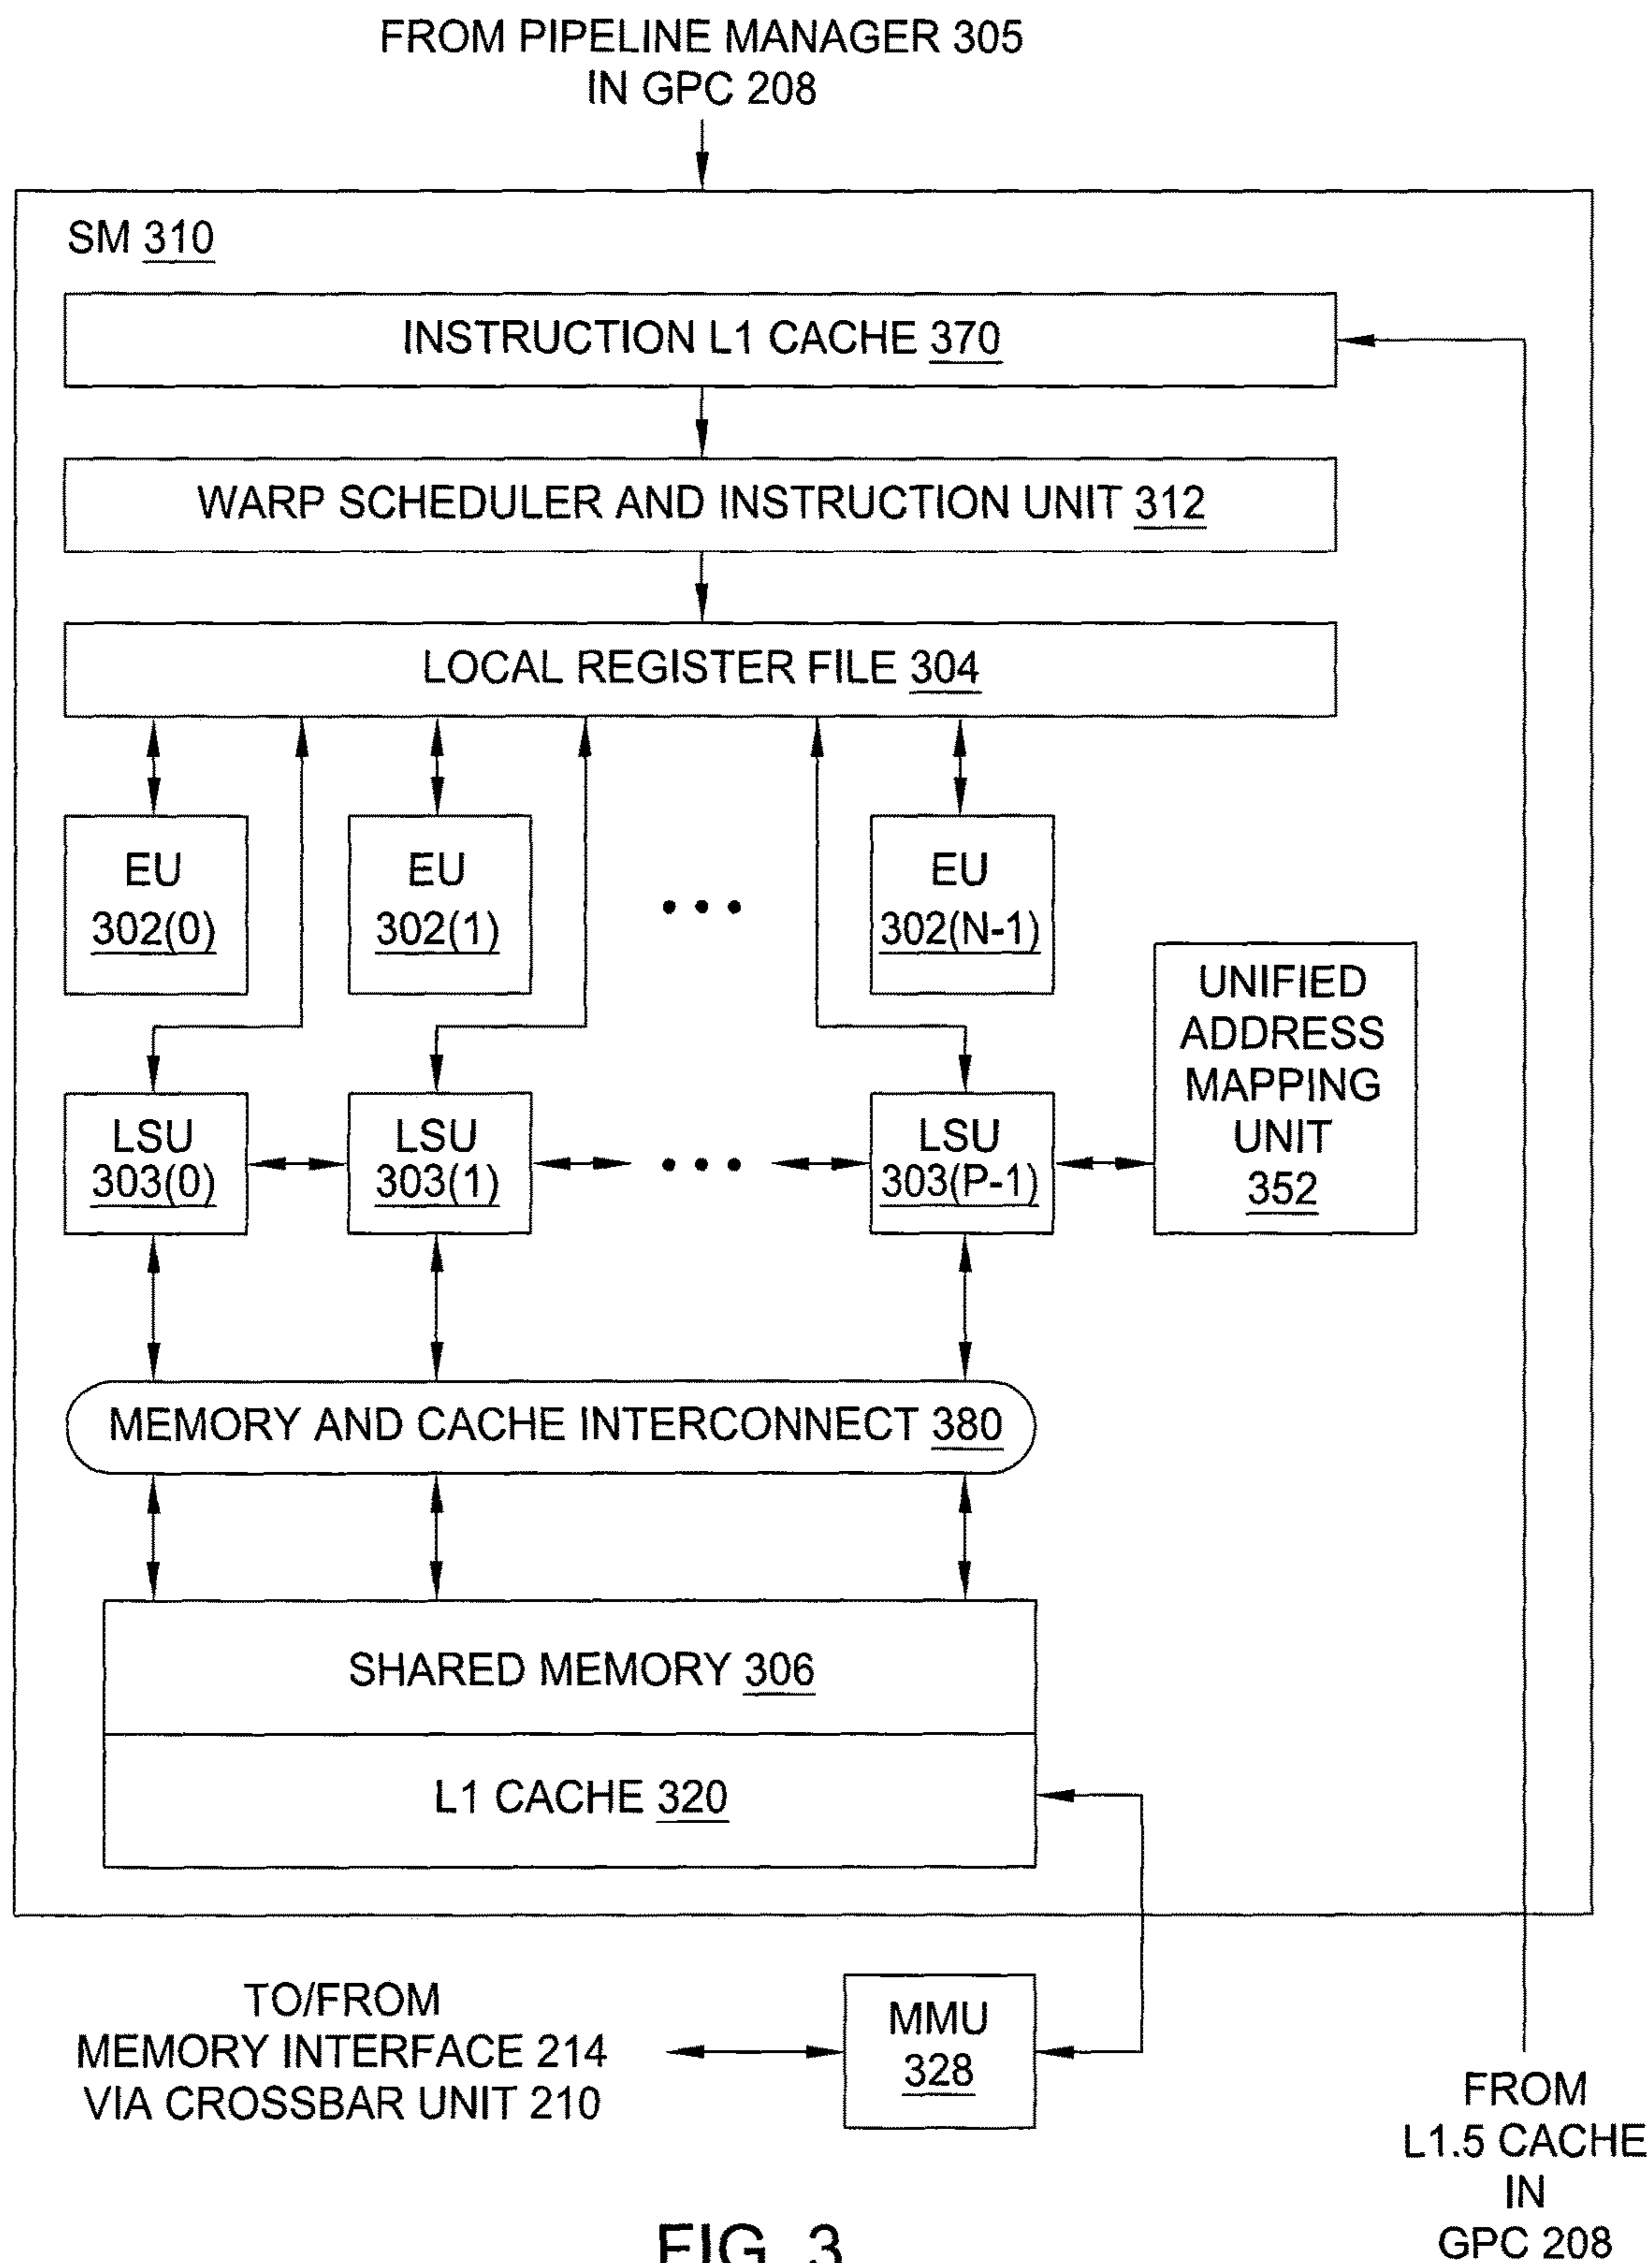 FROM PIPELINE MANAGER 305
IN GPC 208
SM 310
INSTRUCTION L1 CACHE 370
WARP SCHEDULER AND INSTRUCTION UNIT 312
LOCAL REGISTER FILE 304
EU
302(0)
EU
302(1)
EU
302(N-1)
UNIFIED
ADDRESS
MAPPING
UNIT
352
LSU
303(0)
LSU
303(1)
LSU
303(P-1)
MEMORY AND CACHE INTERCONNECT 380
SHARED MEMORY 306
L1 CACHE 320
TO/FROM
MEMORY INTERFACE 214
VIA CROSSBAR UNIT 210
MMU
328
FROM
L1.5 CACHE
IN
GPC 208
FIG. 3